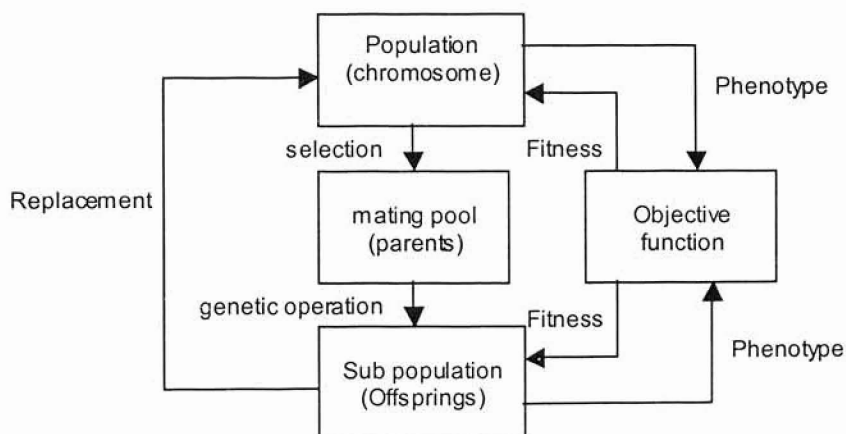 Population
(chromosome)
Phenotype
selection
Fitness
Replacement
mating pool
(parents)
Objective
function
genetic operation
Fitness
Phenotype
Sub population
(Offsprings)